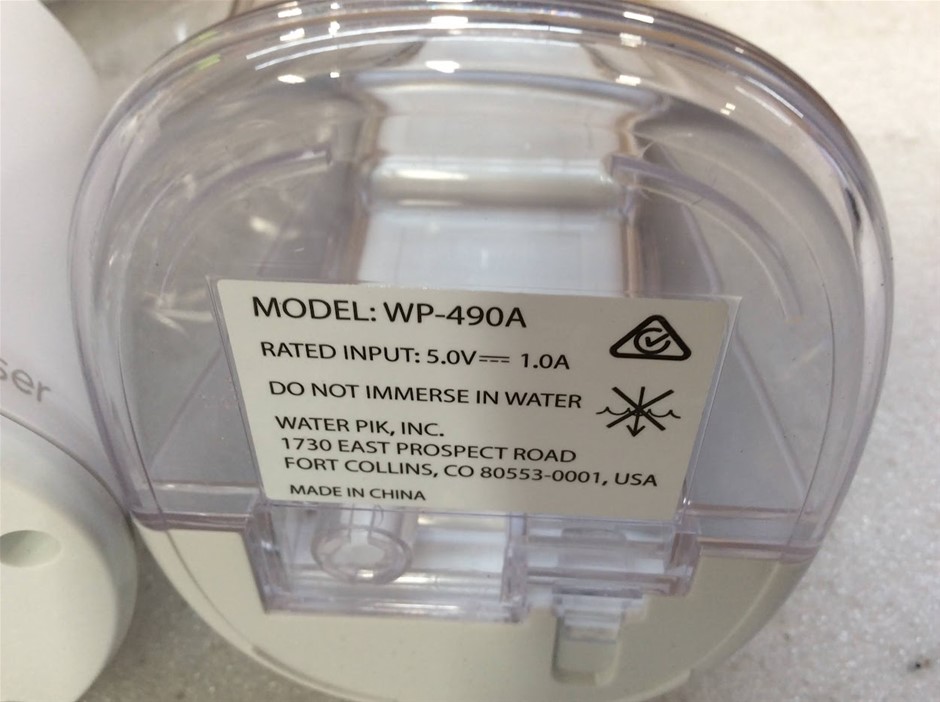 MODEL: WP-490A
RATED INPUT: 5.0V⎓ 1.0A
DO NOT IMMERSE IN WATER
WATER PIK, INC.
1730 EAST PROSPECT ROAD
FORT COLLINS, CO 80553-0001, USA
MADE IN CHINA
ser